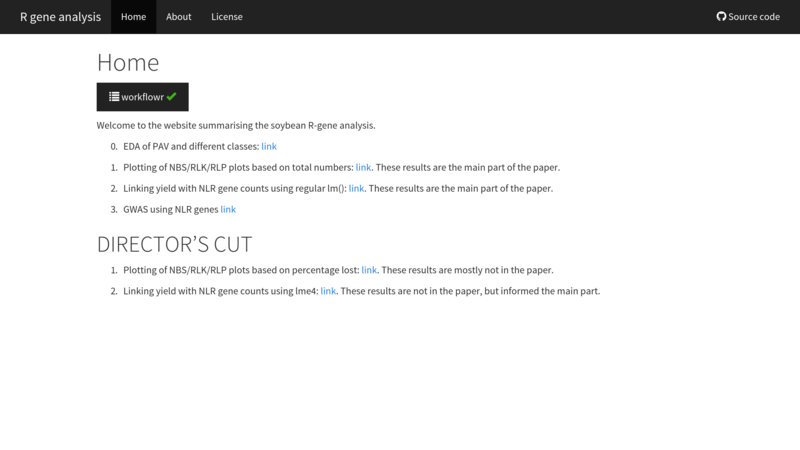 R gene analysis Home About License Source code
Home
workflowr
Welcome to the website summarising the soybean R-gene analysis.
0. EDA of PAV and different classes: link
1. Plotting of NBS/RLK/RLP plots based on total numbers: link. These results are the main part of the paper.
2. Linking yield with NLR gene counts using regular lm(): link. These results are the main part of the paper.
3. GWAS using NLR genes link
DIRECTOR’S CUT
1. Plotting of NBS/RLK/RLP plots based on percentage lost: link. These results are mostly not in the paper.
2. Linking yield with NLR gene counts using lme4: link. These results are not in the paper, but informed the main part.